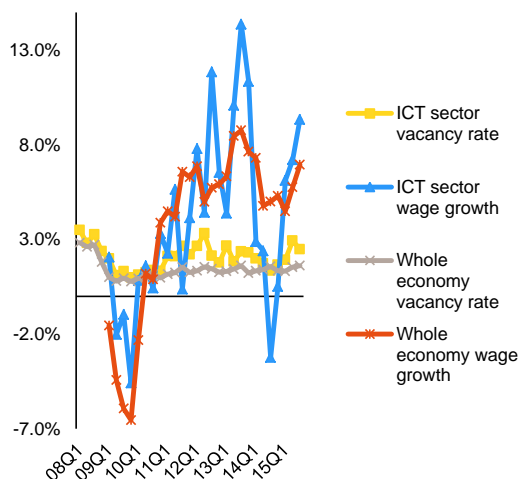 13.0%
8.0%
3.0%
-2.0%
-7.0%
08Q1
09Q1
10Q1
11Q1
12Q1
13Q1
14Q1
15Q1
ICT sector
vacancy rate
ICT sector
wage growth
Whole
economy
vacancy rate
Whole
economy wage
growth